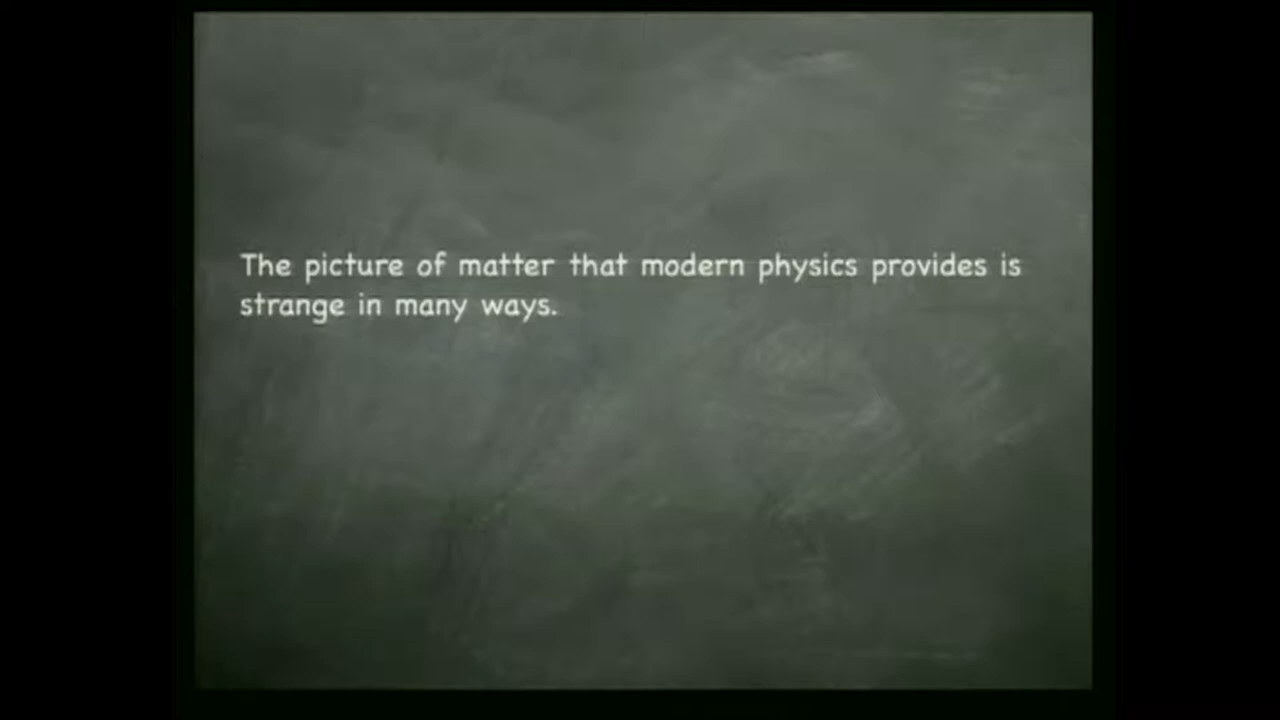 The picture of matter that modern physics provides is
strange in many ways.